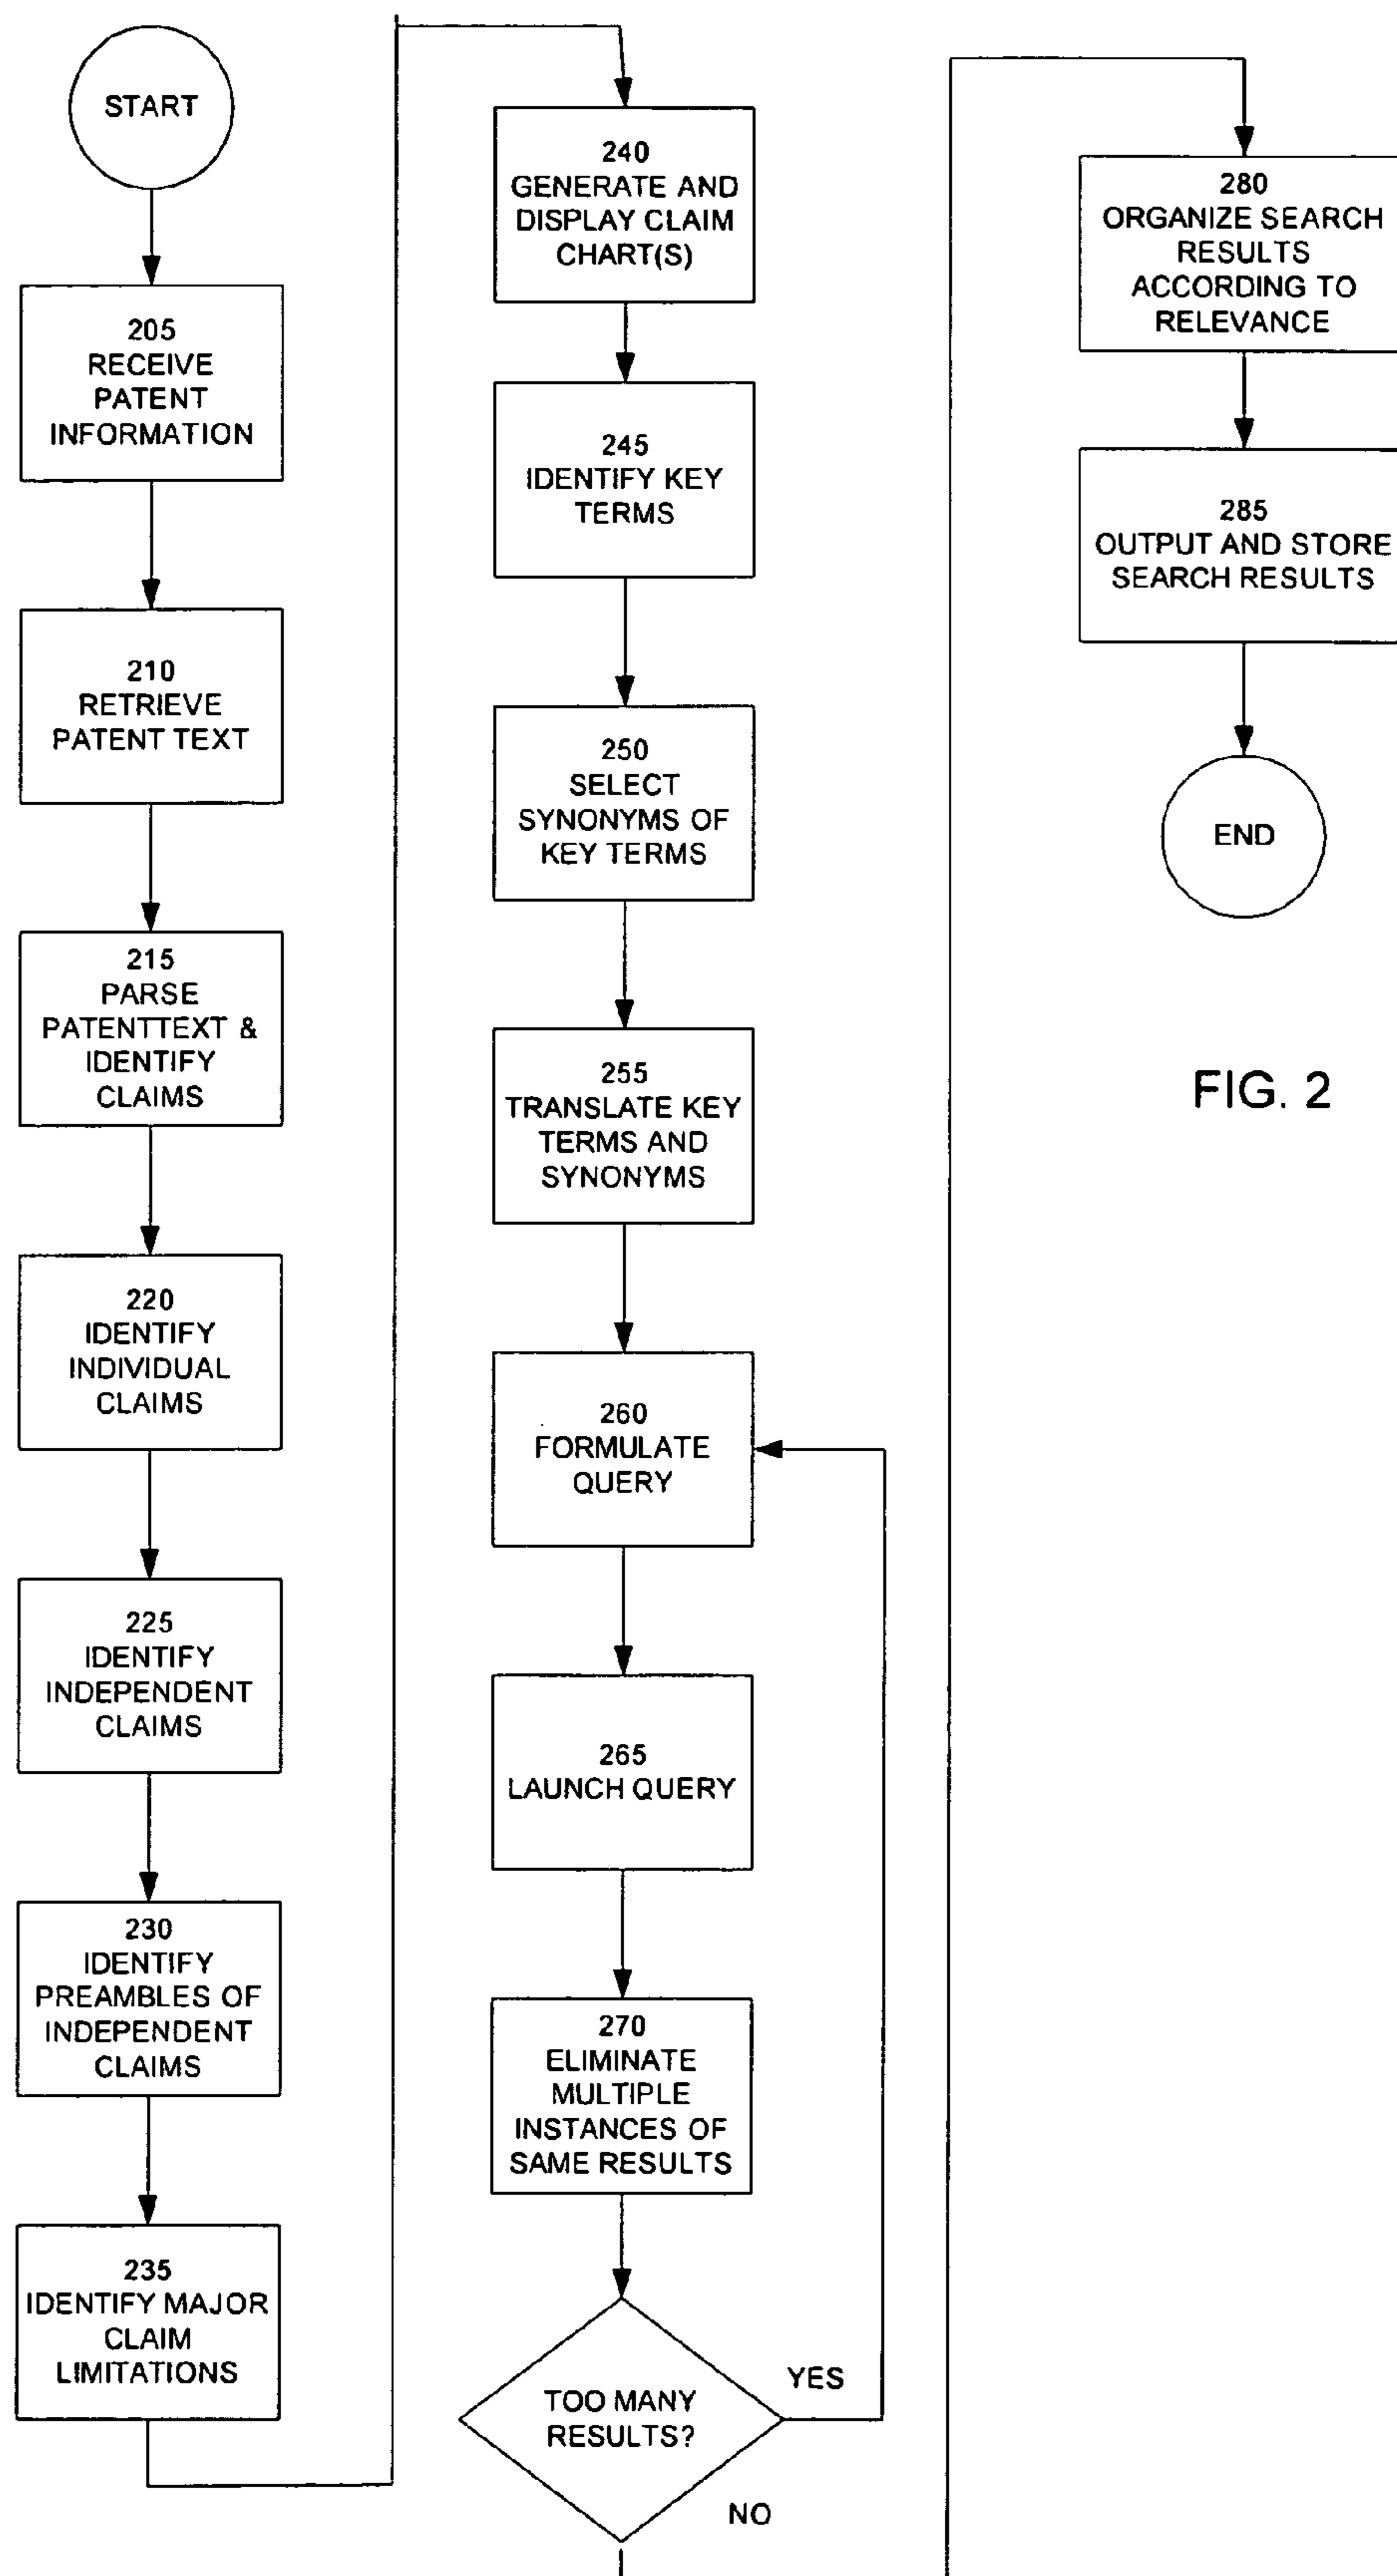 START
205
RECEIVE
PATENT
INFORMATION
210
RETRIEVE
PATENT TEXT
215
PARSE
PATENTTEXT &
IDENTIFY
CLAIMS
220
IDENTIFY
INDIVIDUAL
CLAIMS
225
IDENTIFY
INDEPENDENT
CLAIMS
230
IDENTIFY
PREAMBLES OF
INDEPENDENT
CLAIMS
235
IDENTIFY MAJOR
CLAIM
LIMITATIONS
240
GENERATE AND
DISPLAY CLAIM
CHART(S)
245
IDENTIFY KEY
TERMS
250
SELECT
SYNONYMS OF
KEY TERMS
255
TRANSLATE KEY
TERMS AND
SYNONYMS
260
FORMULATE
QUERY
265
LAUNCH QUERY
270
ELIMINATE
MULTIPLE
INSTANCES OF
SAME RESULTS
TOO MANY
RESULTS?
YES
NO
280
ORGANIZE SEARCH
RESULTS
ACCORDING TO
RELEVANCE
285
OUTPUT AND STORE
SEARCH RESULTS
END
FIG. 2